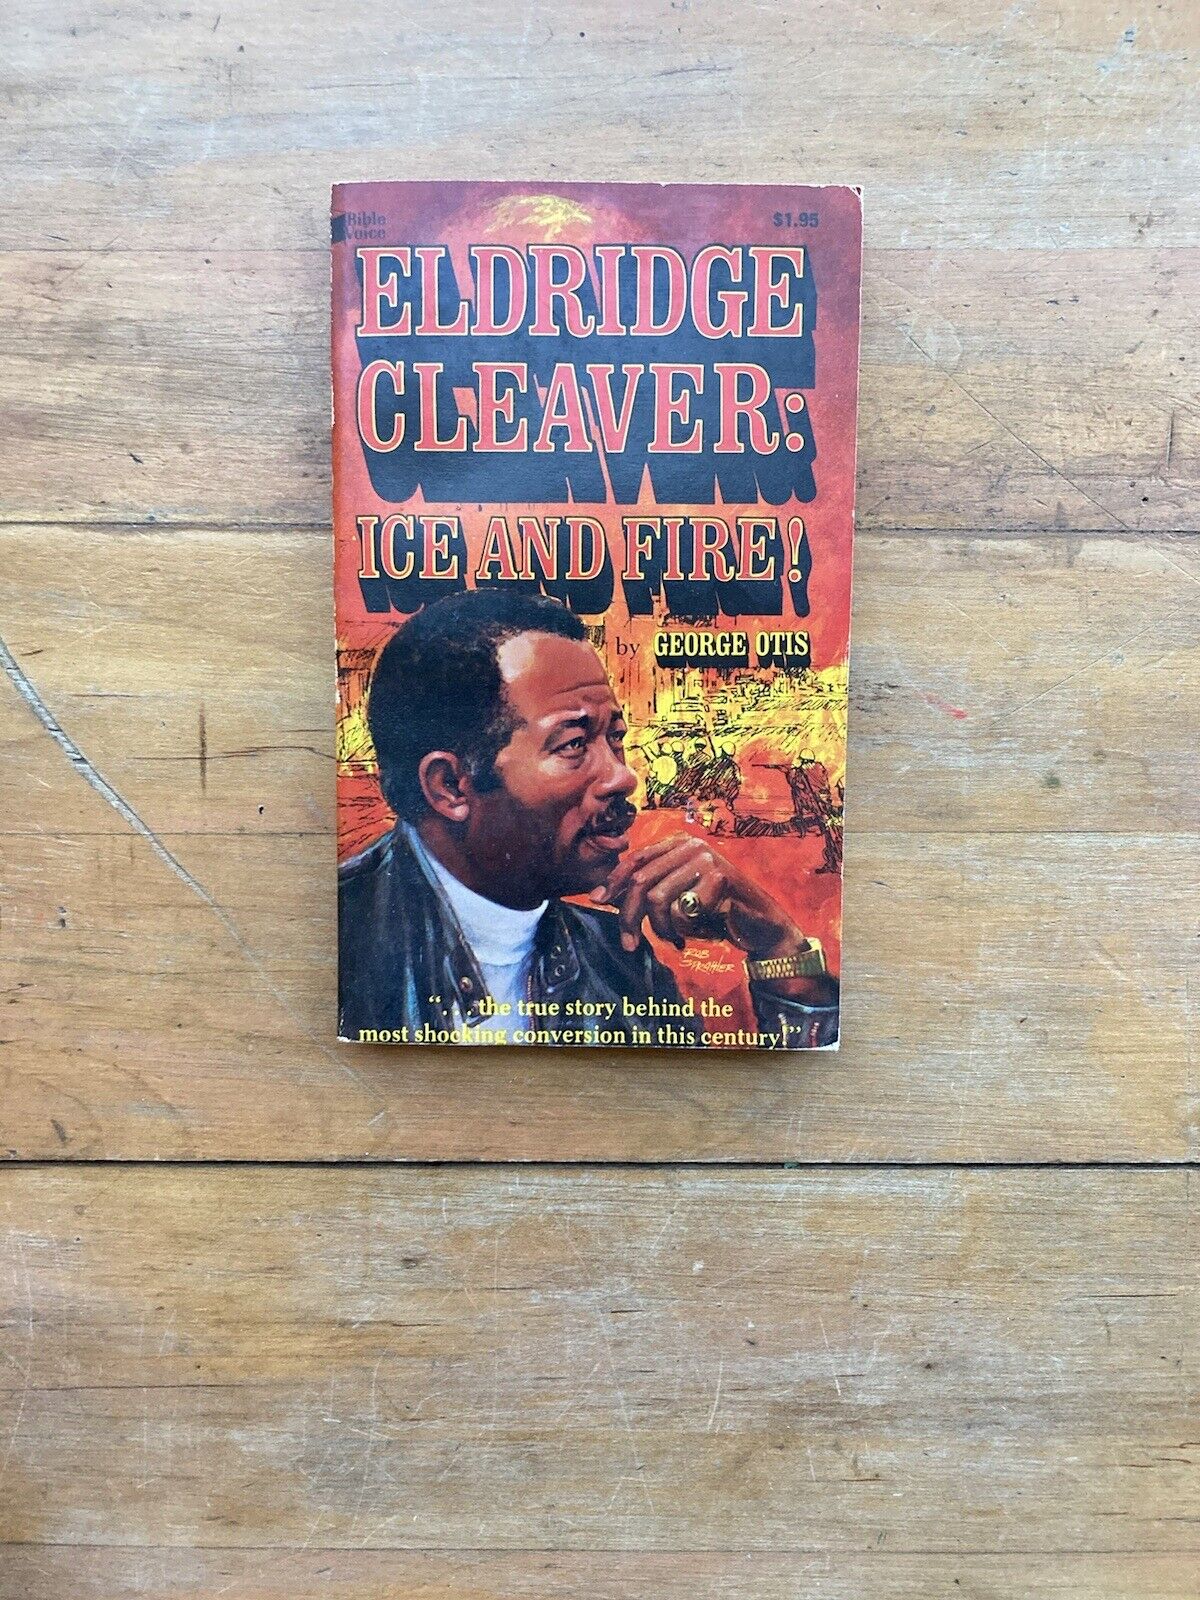 Bible
Voice
$1.95
ELDRIDGE
CLEAVER:
ICE AND FIRE!
by GEORGE OTIS
ROB
". . . the true story behind the
most shocking conversion in this century!"